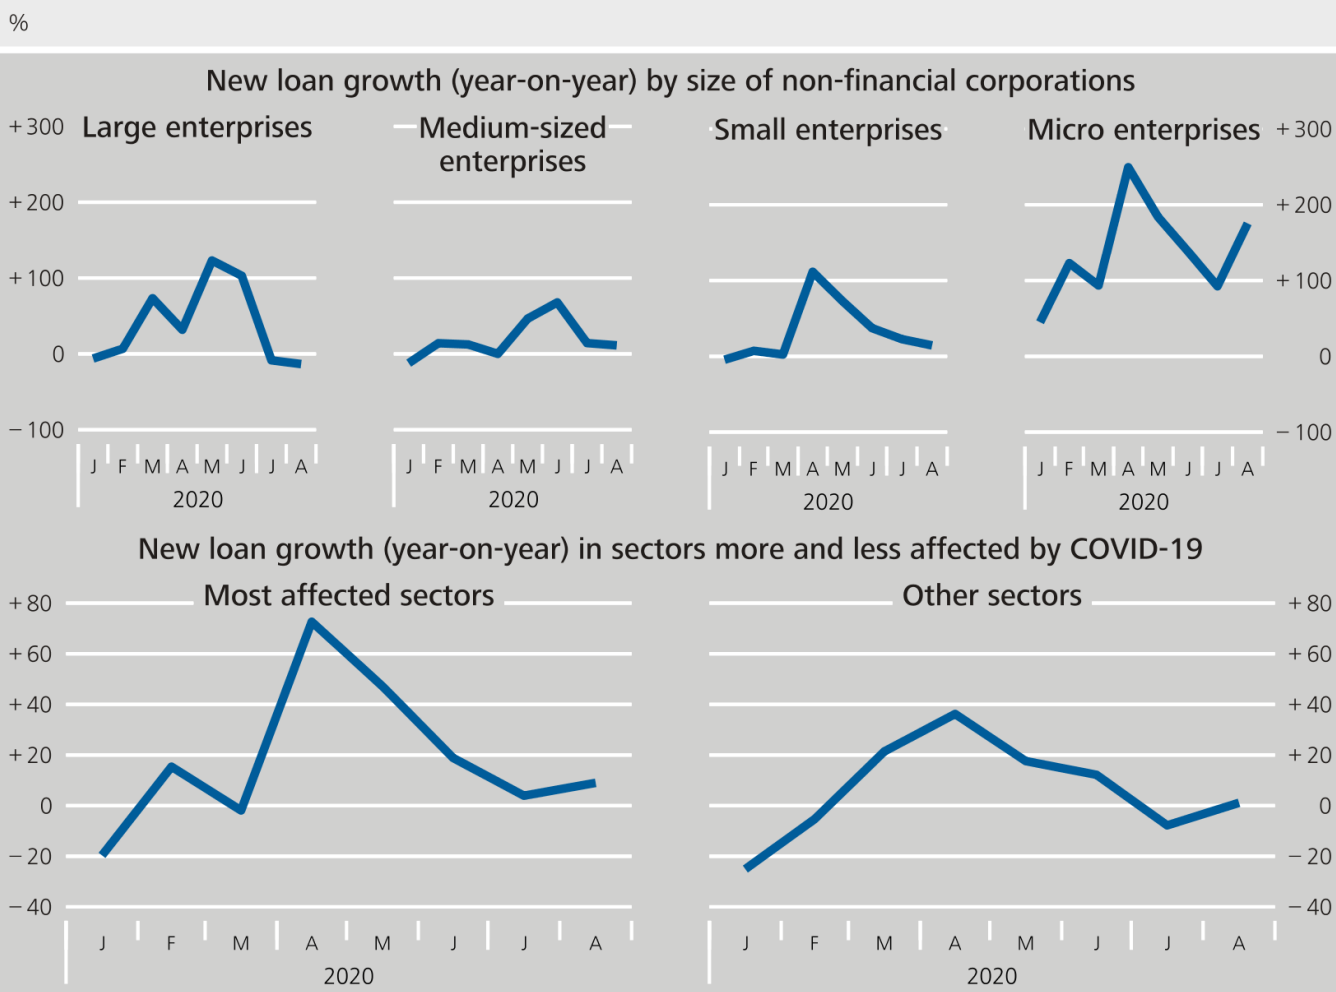 %
New loan growth (year-on-year) by size of non-financial corporations
Large enterprises
Medium-sized
enterprises
Small enterprises
Micro enterprises
+ 300
+ 200
+ 100
0
– 100
+ 300
+ 200
+ 100
0
– 100
J F M A M J J A
2020
J F M A M J J A
2020
J F M A M J J A
2020
J F M A M J J A
2020
New loan growth (year-on-year) in sectors more and less affected by COVID-19
Most affected sectors
Other sectors
+ 80
+ 60
+ 40
+ 20
0
– 20
– 40
+ 80
+ 60
+ 40
+ 20
0
– 20
– 40
J F M A M J J A
2020
J F M A M J J A
2020